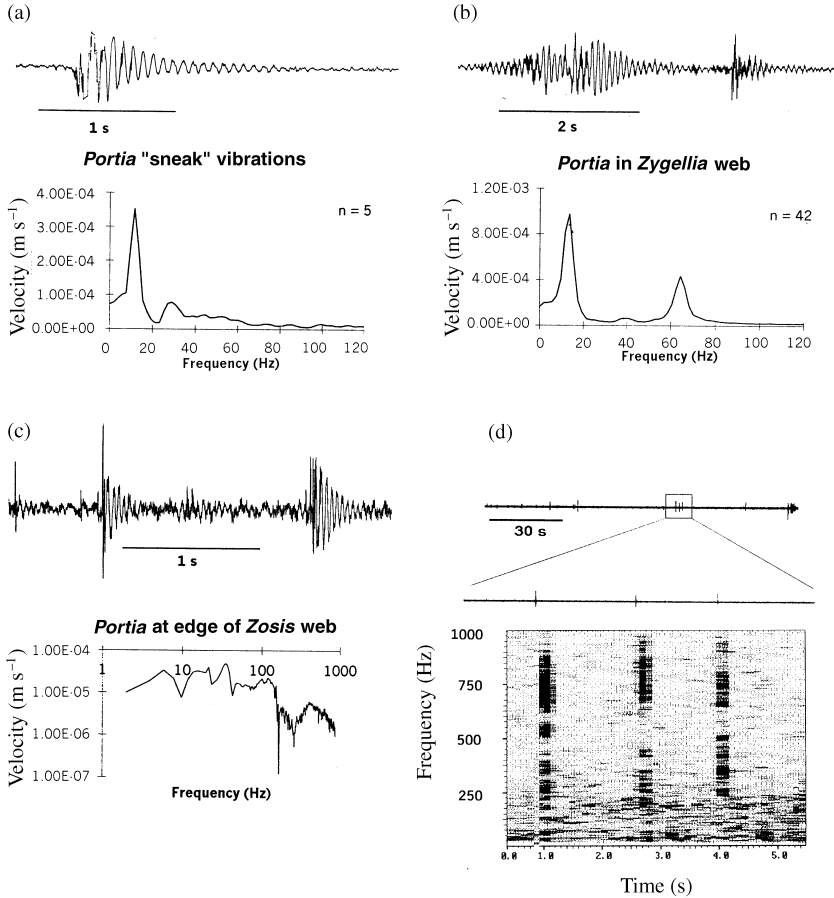 (a)
1 s
Portia "sneak" vibrations
4.00E-04
3.00E-04
2.00E-04
1.00E-04
0.00E+00
Velocity (m s⁻¹)
n = 5
0 20 40 60 80 100 120
Frequency (Hz)
(b)
2 s
Portia in Zygellia web
1.20E-03
8.00E-04
4.00E-04
0.00E+00
Velocity (m s⁻¹)
n = 42
0 20 40 60 80 100 120
Frequency (Hz)
(c)
1 s
Portia at edge of Zosis web
1.00E-04
1.00E-05
1.00E-06
1.00E-07
Velocity (m s⁻¹)
1 10 100 1000
Frequency (Hz)
(d)
30 s
1000
750
500
250
Frequency (Hz)
0.0 1.0 2.0 3.0 4.0 5.0
Time (s)